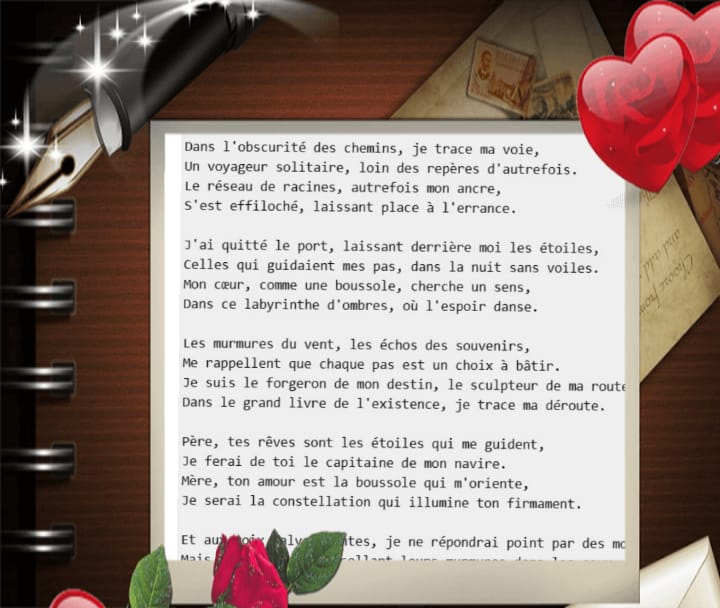 Dans l'obscurité des chemins, je trace ma voie,
Un voyageur solitaire, loin des repères d'autrefois.
Le réseau de racines, autrefois mon ancre,
S'est effiloché, laissant place à l'errance.
J'ai quitté le port, laissant derrière moi les étoiles,
Celles qui guidaient mes pas, dans la nuit sans voiles.
Mon cœur, comme une boussole, cherche un sens,
Dans ce labyrinthe d'ombres, où l'espoir danse.
Les murmures du vent, les échos des souvenirs,
Me rappellent que chaque pas est un choix à bâtir.
Je suis le forgeron de mon destin, le sculpteur de ma route
Dans le grand livre de l'existence, je trace ma déroute.
Père, tes rêves sont les étoiles qui me guident,
Je ferai de toi le capitaine de mon navire.
Mère, ton amour est la boussole qui m'oriente,
Je serai la constellation qui illumine ton firmament.
Et je ne répondrai point par des
Mais